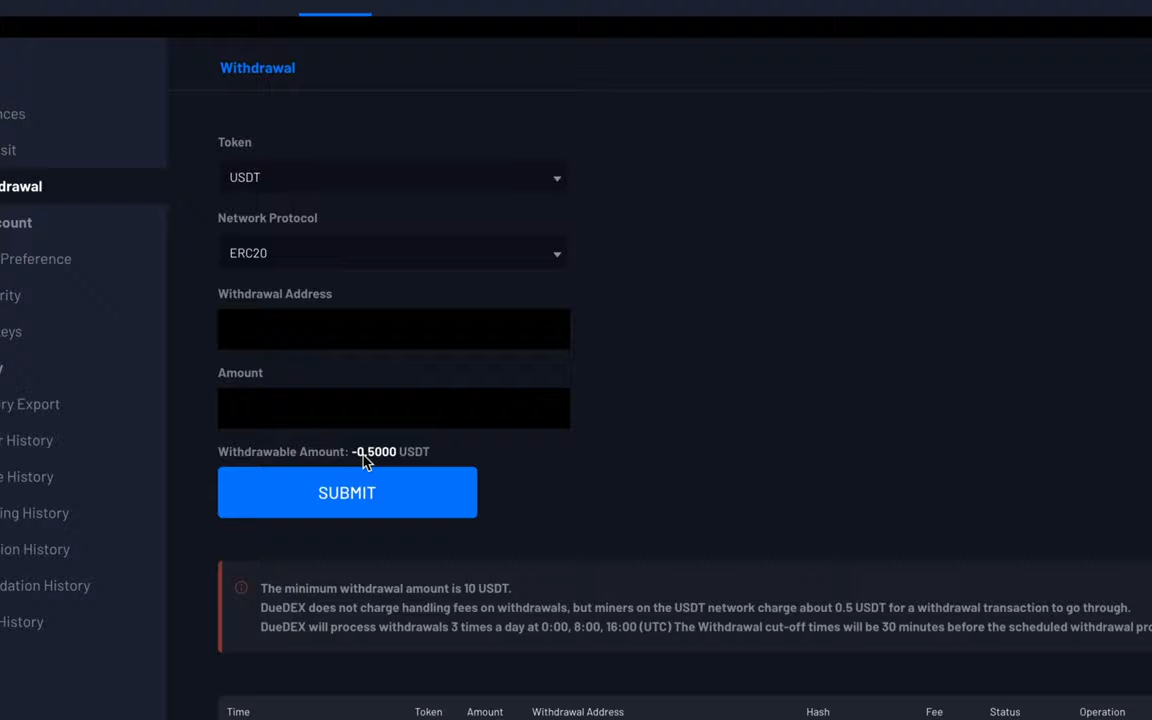 Withdrawal
nces
Token
sit
USDT
drawal
Network Protocol
count
ERC20
Preference
Withdrawal Address
rity
eys
Amount
y
ry Export
r History
Withdrawable Amount: -0.5000 USDT
e History
SUBMIT
ing History
ion History
dation History
The minimum withdrawal amount is 10 USDT.
DueDEX does not charge handling fees on withdrawals, but miners on the USDT network charge about 0.5 USDT for a withdrawal transaction to go through.
History
DueDEX will process withdrawals 3 times a day at 0:00, 8:00, 16:00 (UTC) The Withdrawal cut-off times will be 30 minutes before the scheduled withdrawal pro
Time Token Amount Withdrawal Address Hash Fee Status Operation